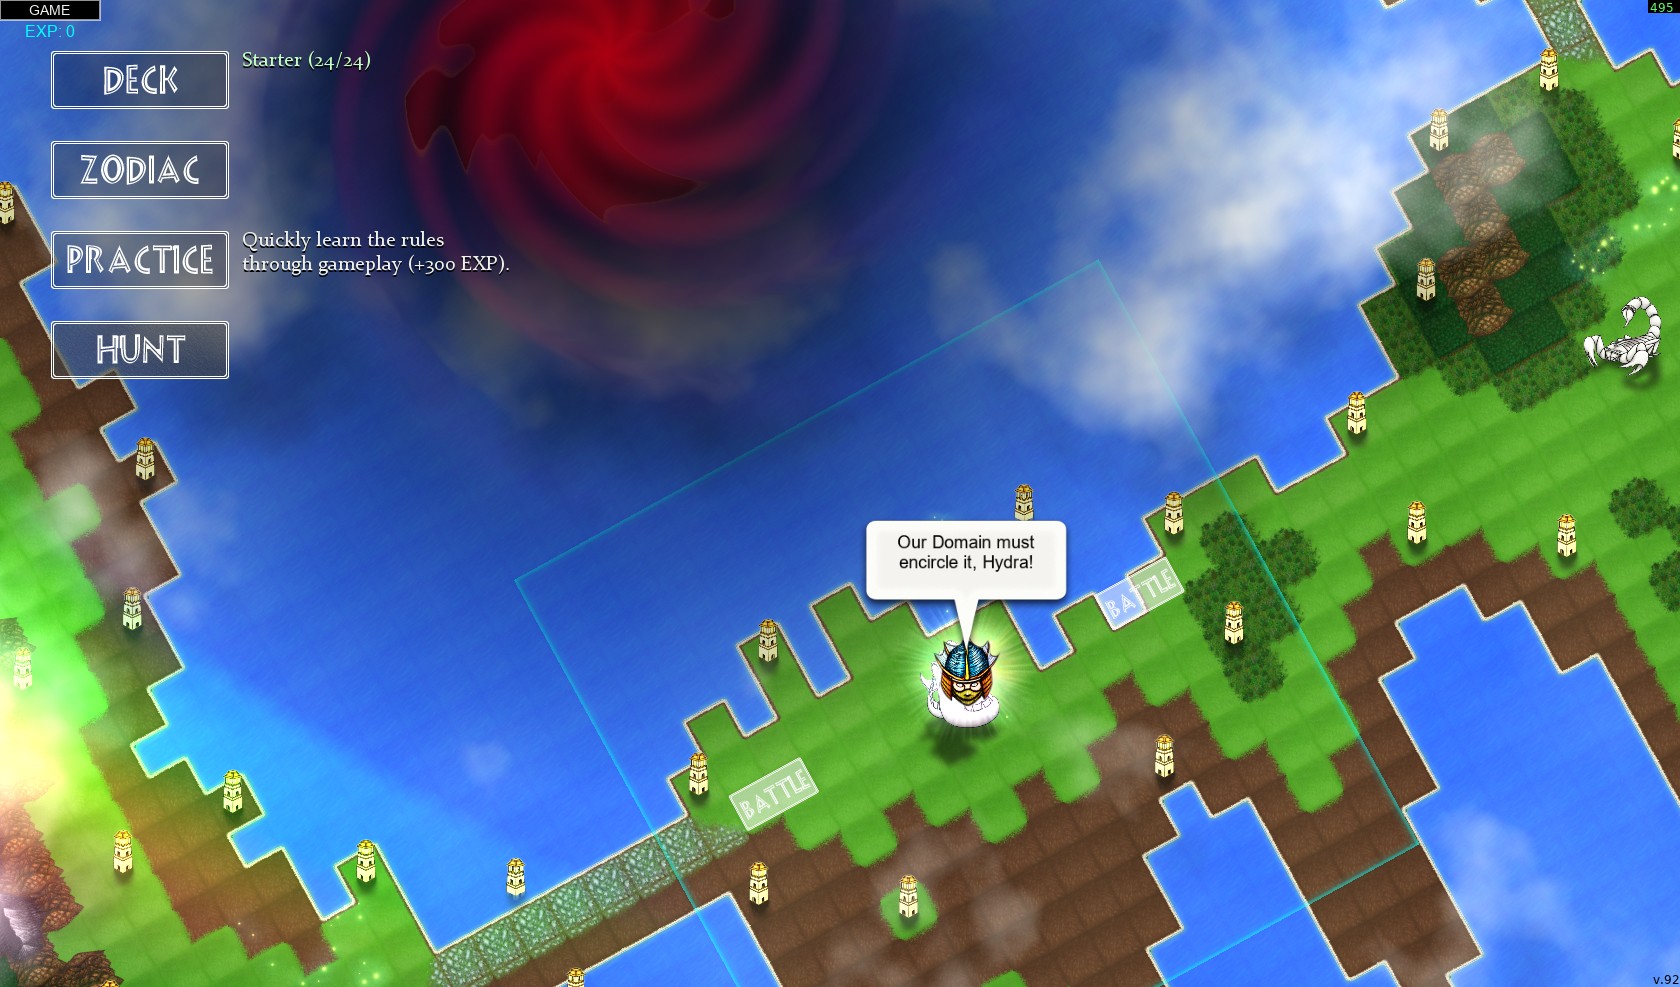 GAME
495
EXP: 0
DECK
Starter (24/24)
ZODIAC
PRACTICE
Quickly learn the rules
through gameplay (+300 EXP).
HUNT
Our Domain must
encircle it, Hydra!
BATTLE
BATTLE
v.92